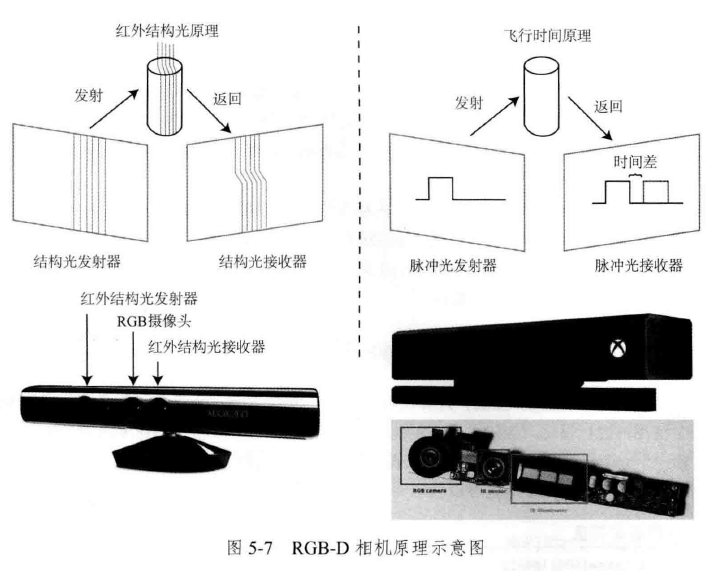 红外结构光原理
发射
返回
结构光发射器
结构光接收器
飞行时间原理
发射
返回
时间差
脉冲光发射器
脉冲光接收器
红外结构光发射器
RGB摄像头
红外结构光接收器
RGB camera
IR sensor
IR illuminator
图 5-7 RGB-D 相机原理示意图